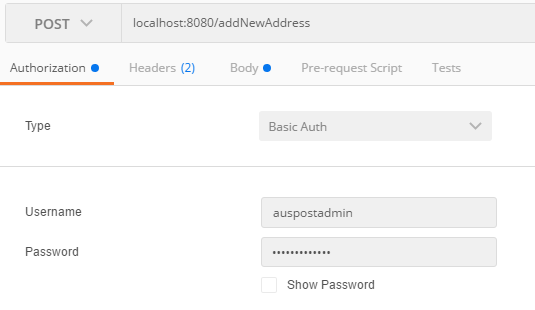 POST localhost:8080/addNewAddress
Authorization Headers (2) Body Pre-request Script Tests
Type Basic Auth
Username auspostadmin
Password •••••••••••••
Show Password